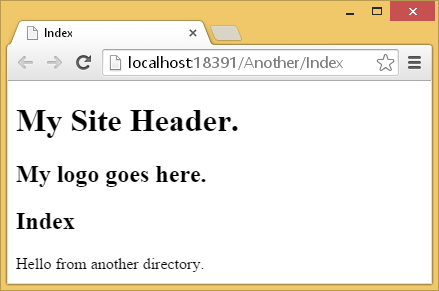 Index
localhost:18391/Another/Index
My Site Header.
My logo goes here.
Index
Hello from another directory.